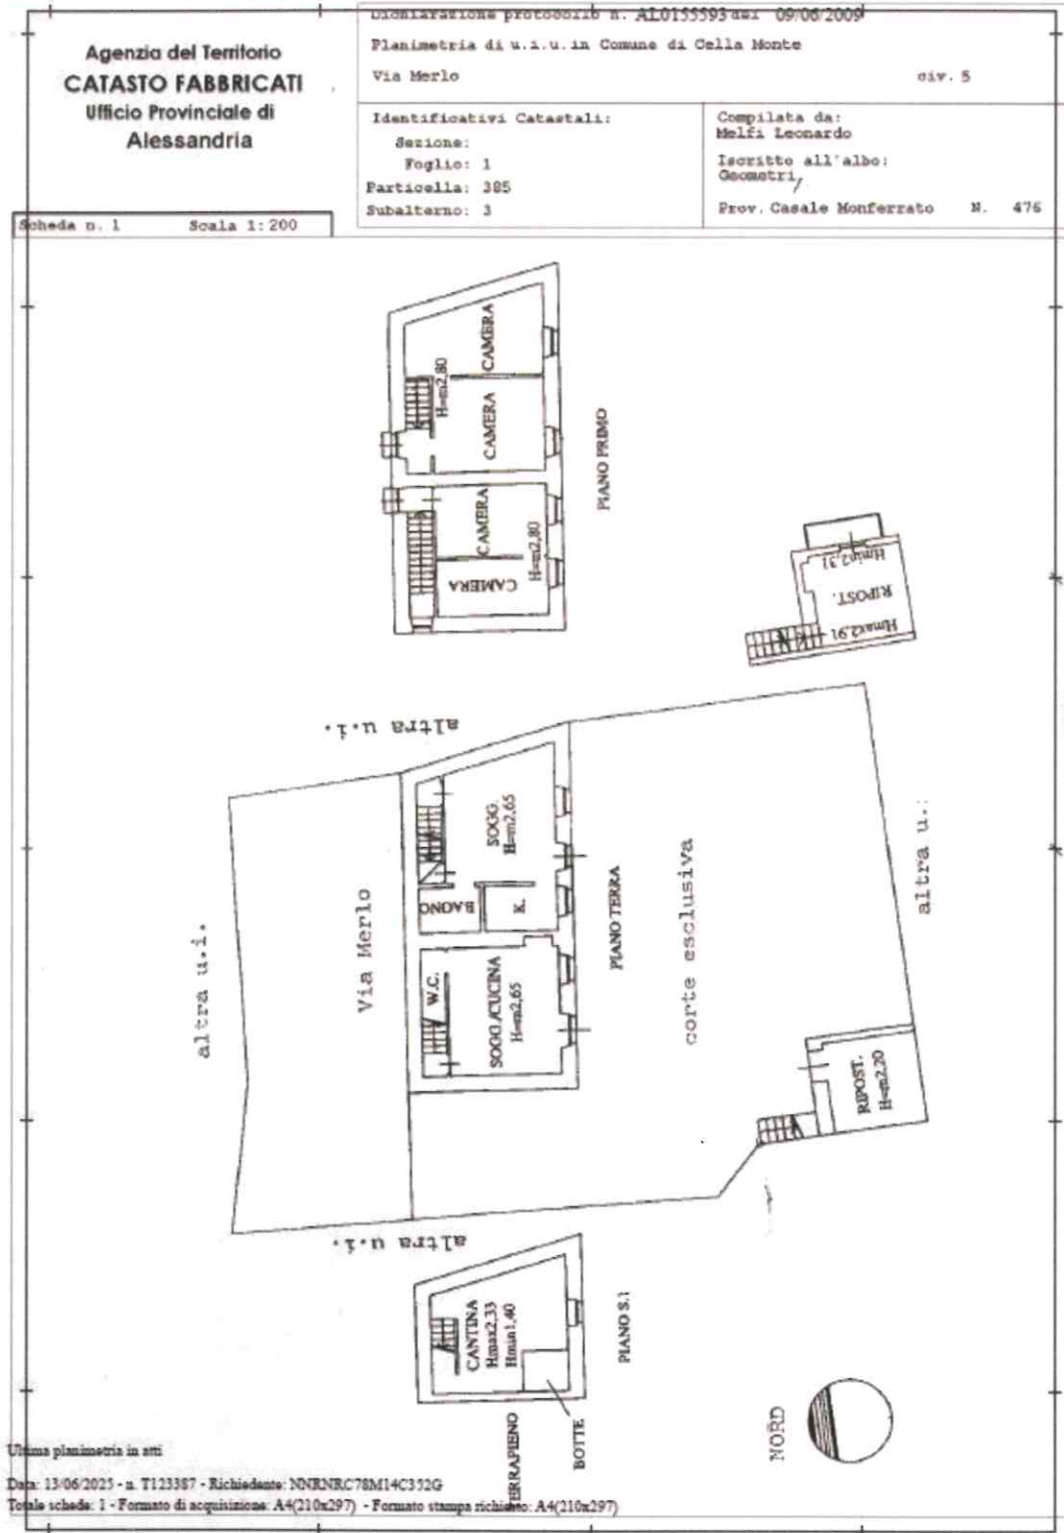 Agenzia del Territorio
CATASTO FABBRICATI
Ufficio Provinciale di
Alessandria
Dichiarazione protocollo n. AL0155593 del 09/06/2009
Planimetria di u.i.u. in Comune di Cella Monte
Via Merlo civ. 5
Identificativi Catastali:
Sezione:
Foglio: 1
Particella: 385
Subalterno: 3
Compilata da:
Melfi Leonardo
Iscritto all'albo:
Geometri
Prov. Casale Monferrato N. 476
Scheda n. 1 Scala 1:200
CAMERA
H=m2,80
CAMERA
CAMERA
CAMERA
H=m2,80
PIANO PRIMO
Hmin2,31
RIPOST.
Hmax2,91
altra u.i.
SOGG.
H=m2,65
BAGNO
K.
W.C.
SOGG./CUCINA
H=m2,65
PIANO TERRA
Via Merlo
altra u.i.
corte esclusiva
altra u.:
RIPOST.
H=m2,20
altra u.i.
CANTINA
Hmax2,33
Hmin1,40
PIANO S.1
ERRAPIENO
BOTTE
NORD
Ultima planimetria in atti
Data: 13/06/2025 - n. T123387 - Richiedente: NNRNRC78M14C352G
Totale schede: 1 - Formato di acquisizione: A4(210x297) - Formato stampa richiesto: A4(210x297)